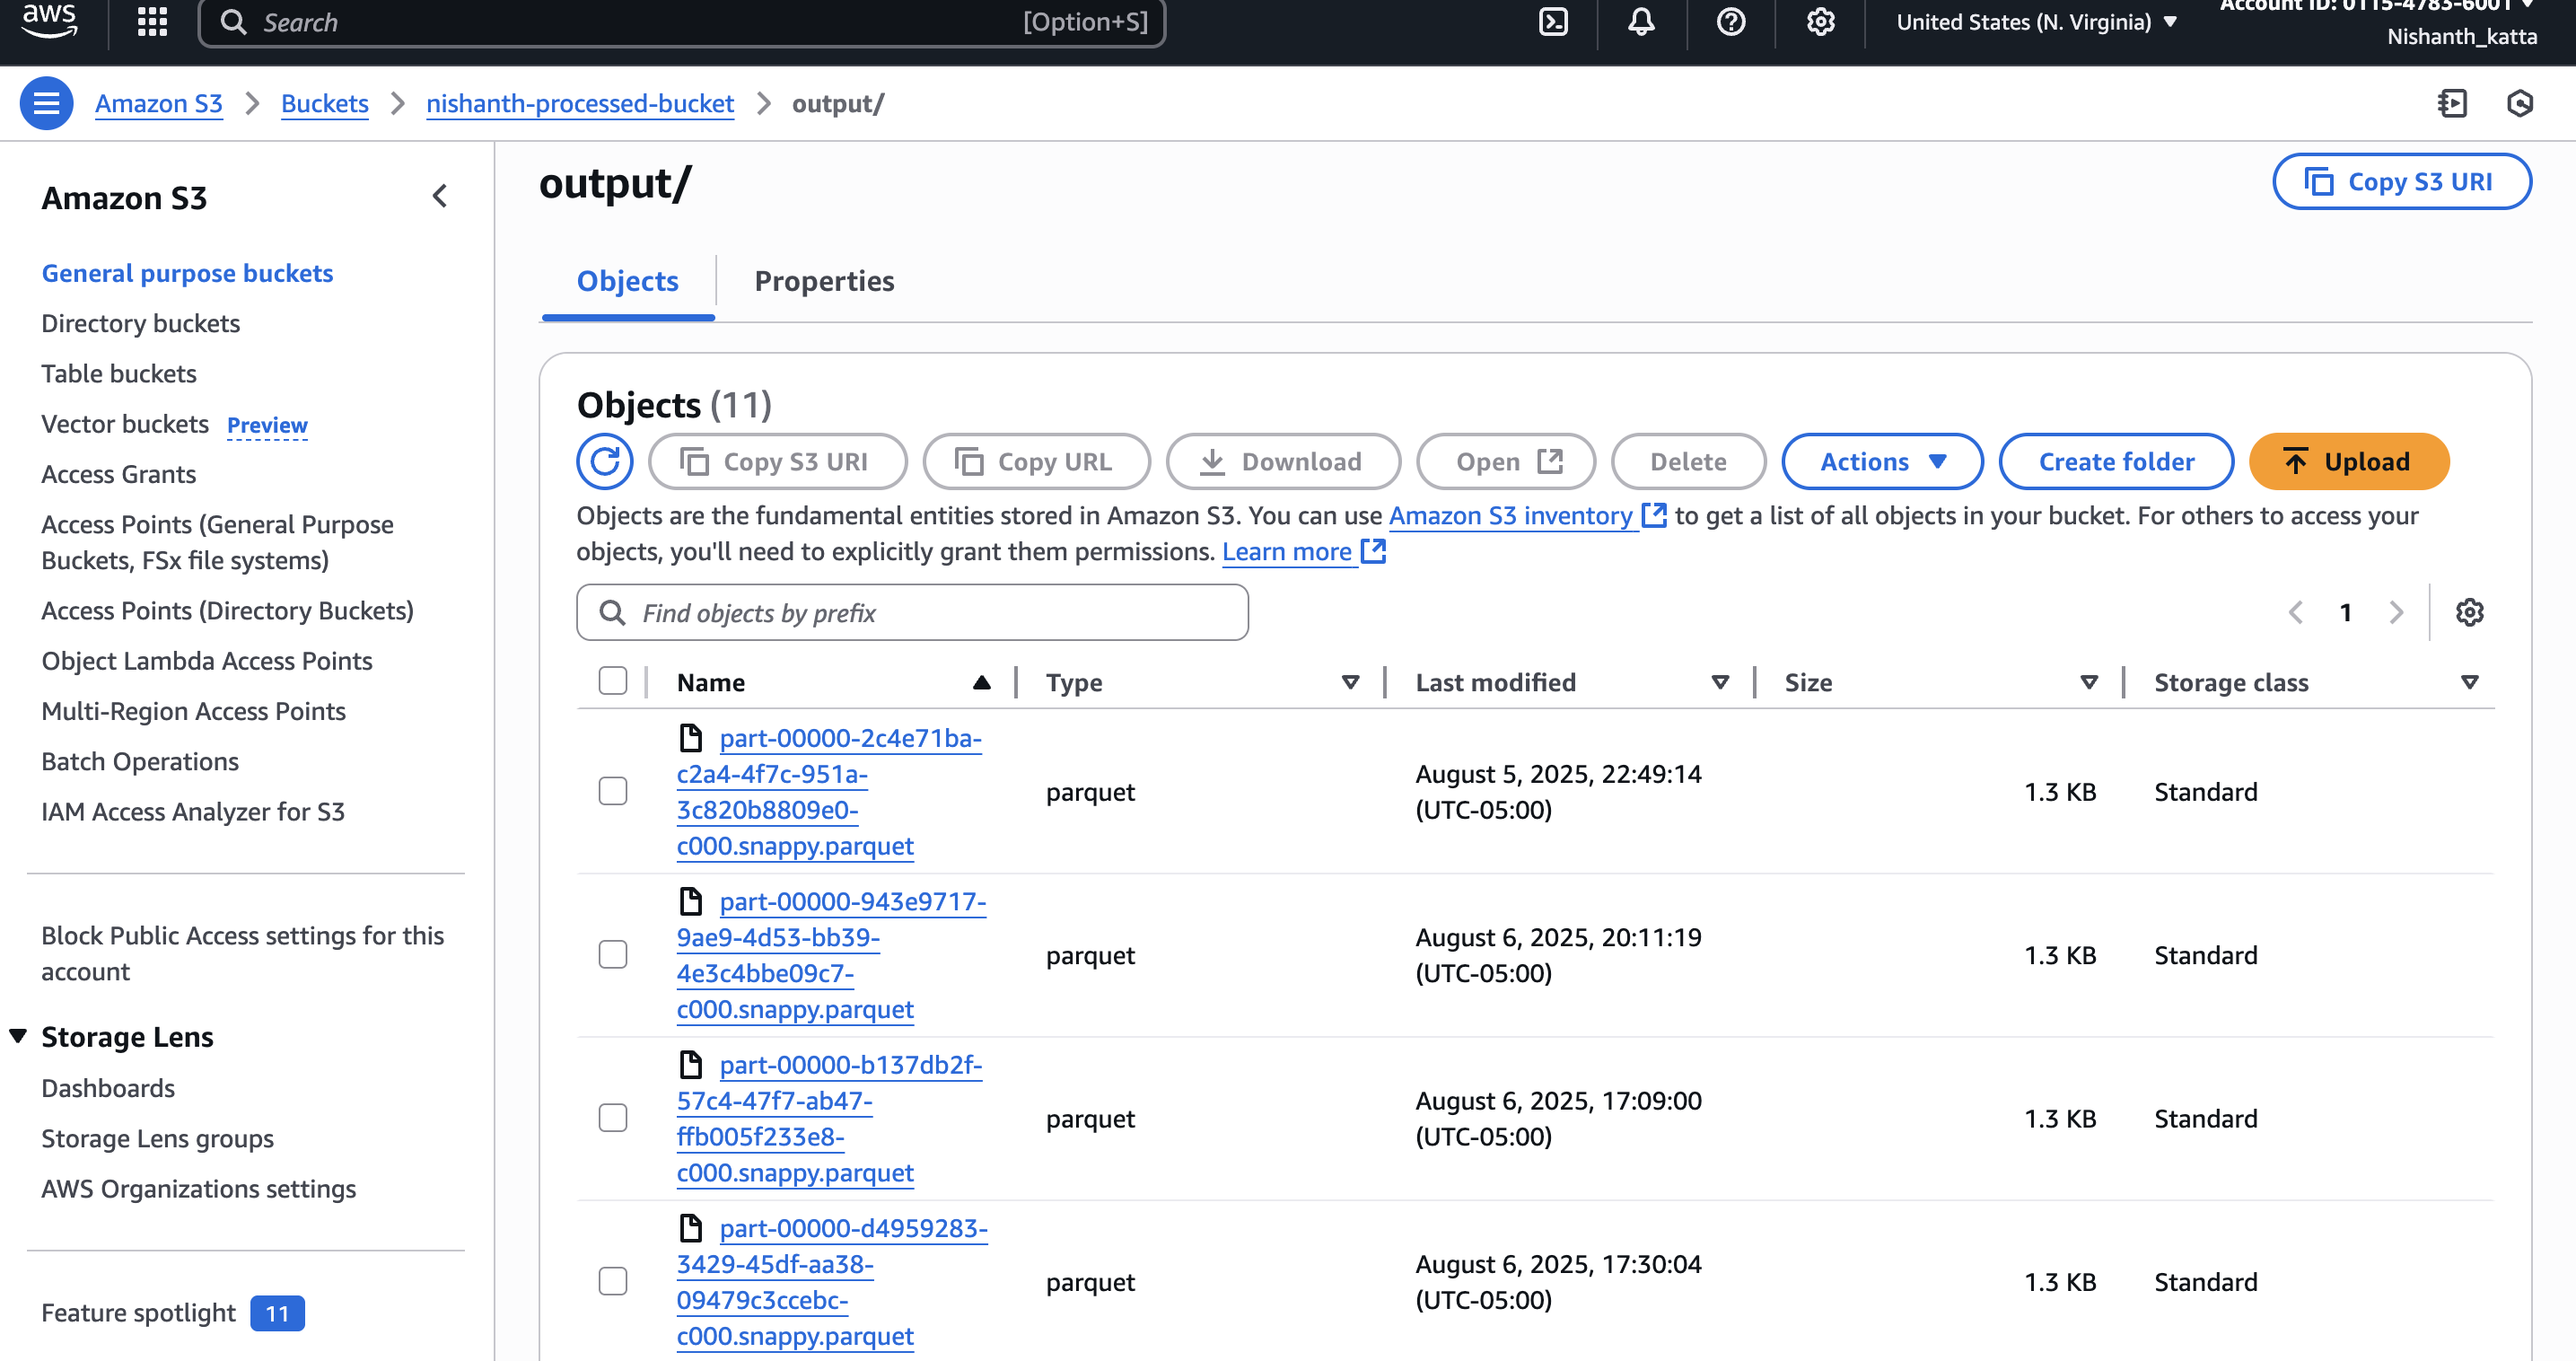 aws
Search [Option+S]
United States (N. Virginia)
Account ID: 0115-4783-6001
Nishanth_katta
Amazon S3 Buckets nishanth-processed-bucket output/
Amazon S3
General purpose buckets
Directory buckets
Table buckets
Vector buckets Preview
Access Grants
Access Points (General Purpose
Buckets, FSx file systems)
Access Points (Directory Buckets)
Object Lambda Access Points
Multi-Region Access Points
Batch Operations
IAM Access Analyzer for S3
Block Public Access settings for this
account
Storage Lens
Dashboards
Storage Lens groups
AWS Organizations settings
Feature spotlight 11
output/
Copy S3 URI
Objects Properties
Objects (11)
Copy S3 URI Copy URL Download Open Delete Actions Create folder Upload
Objects are the fundamental entities stored in Amazon S3. You can use Amazon S3 inventory to get a list of all objects in your bucket. For others to access your
objects, you'll need to explicitly grant them permissions. Learn more
Find objects by prefix
1
Name Type Last modified Size Storage class
part-00000-2c4e71ba-
c2a4-4f7c-951a-
3c820b8809e0-
c000.snappy.parquet
parquet
August 5, 2025, 22:49:14
(UTC-05:00)
1.3 KB
Standard
part-00000-943e9717-
9ae9-4d53-bb39-
4e3c4bbe09c7-
c000.snappy.parquet
parquet
August 6, 2025, 20:11:19
(UTC-05:00)
1.3 KB
Standard
part-00000-b137db2f-
57c4-47f7-ab47-
ffb005f233e8-
c000.snappy.parquet
parquet
August 6, 2025, 17:09:00
(UTC-05:00)
1.3 KB
Standard
part-00000-d4959283-
3429-45df-aa38-
09479c3ccebc-
c000.snappy.parquet
parquet
August 6, 2025, 17:30:04
(UTC-05:00)
1.3 KB
Standard